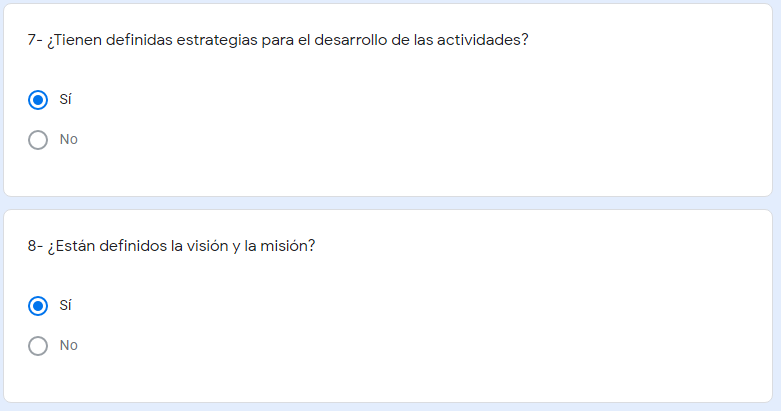 7- ¿Tienen definidas estrategias para el desarrollo de las actividades?
Sí
No
8- ¿Están definidos la visión y la misión?
Sí
No